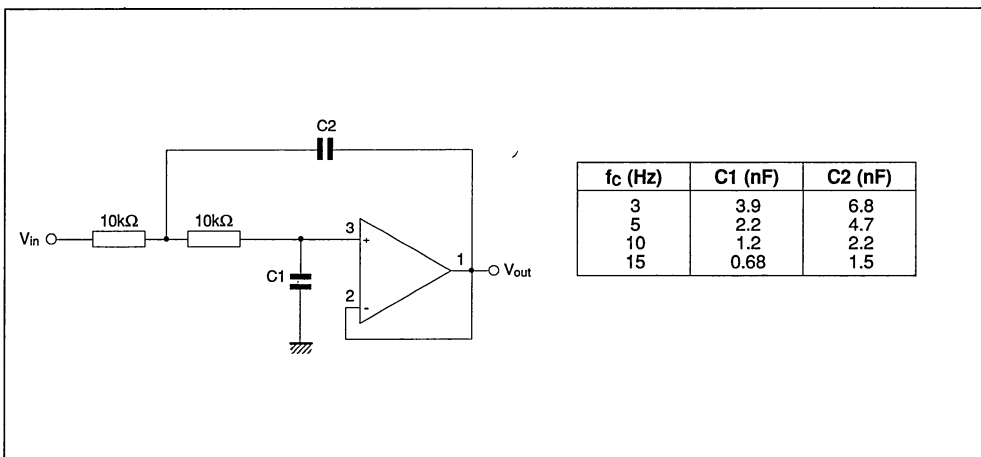 C2
10kΩ 10kΩ
Vin
C1
3
+
2
-
1
Vout
fC (Hz) C1 (nF) C2 (nF)
3 3.9 6.8
5 2.2 4.7
10 1.2 2.2
15 0.68 1.5